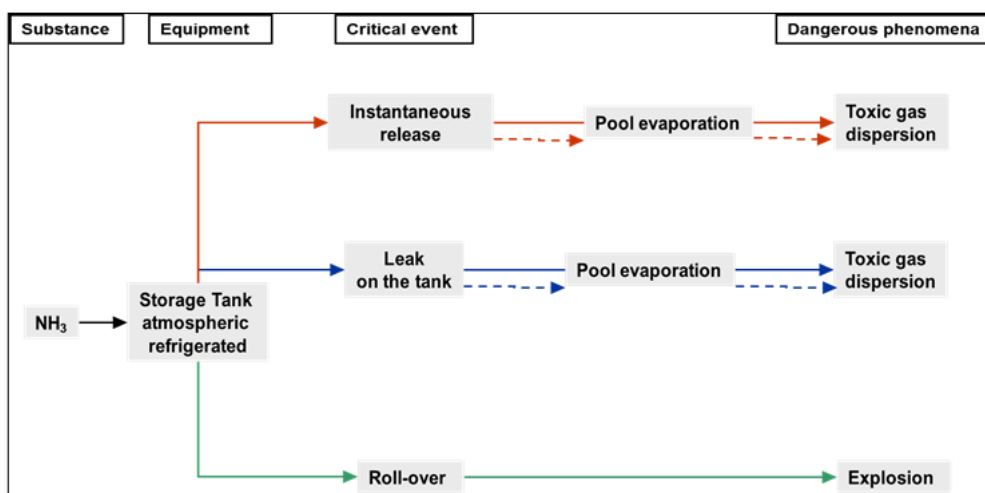 Substance
Equipment
Critical event
Dangerous phenomena
Instantaneous
release
Pool evaporation
Toxic gas
dispersion
Leak
on the tank
Pool evaporation
Toxic gas
dispersion
NH₃
Storage Tank
atmospheric
refrigerated
Roll-over
Explosion